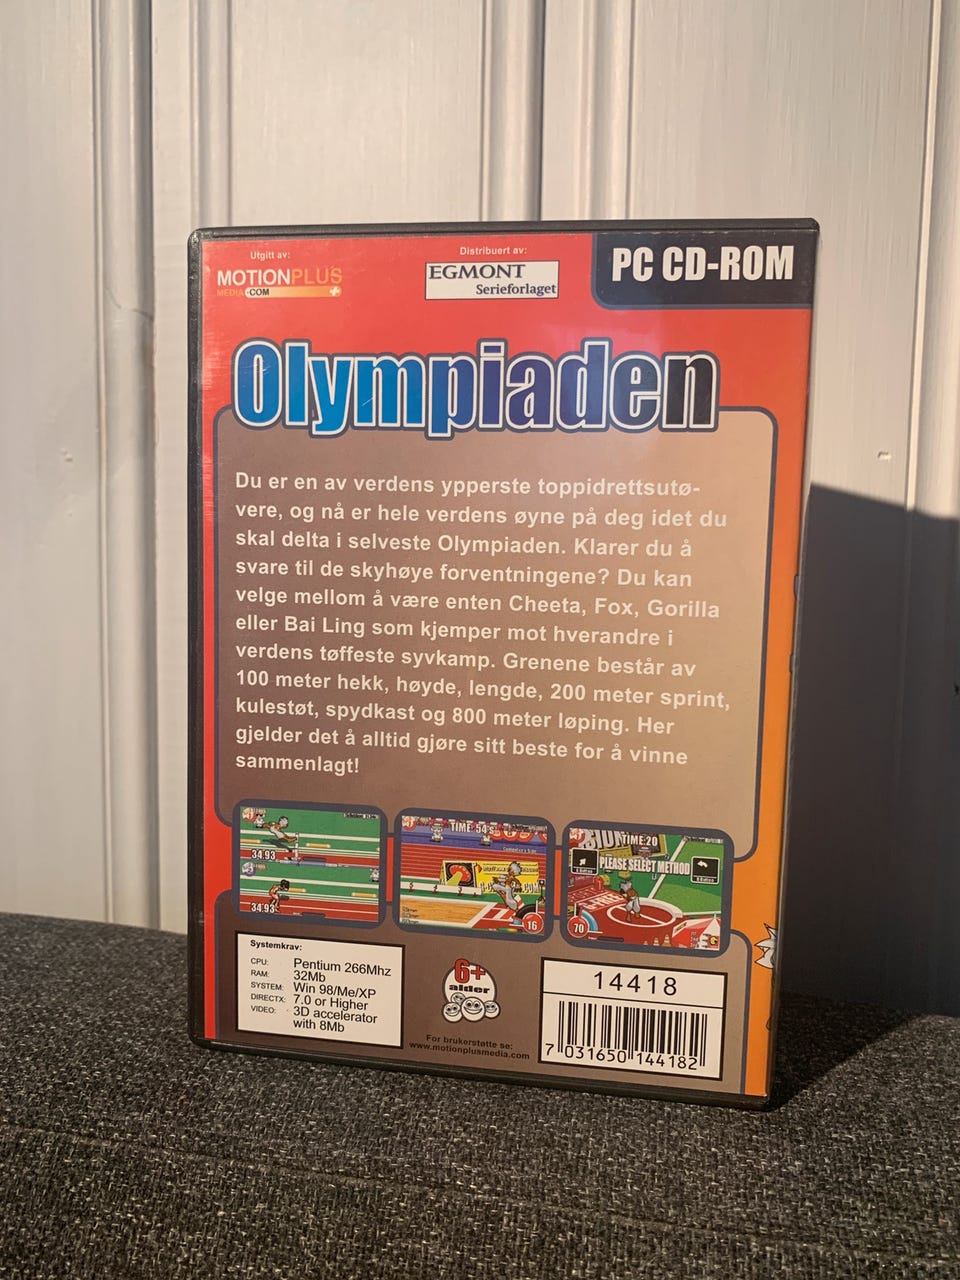 Utgitt av:
MOTIONPLUS
MEDIA.COM
Distribuert av:
EGMONT
Serieforlaget
PC CD-ROM
Olympiaden
Du er en av verdens ypperste toppidrettsutø-
vere, og nå er hele verdens øyne på deg idet du
skal delta i selveste Olympiaden. Klarer du å
svare til de skyhøye forventningene? Du kan
velge mellom å være enten Cheeta, Fox, Gorilla
eller Bai Ling som kjemper mot hverandre i
verdens tøffeste syvkamp. Grenene består av
100 meter hekk, høyde, lengde, 200 meter sprint,
kulestøt, spydkast og 800 meter løping. Her
gjelder det å alltid gjøre sitt beste for å vinne
sammenlagt!
34.93
34.93
TIME:54
16
TIME:20
PLEASE SELECT METHOD
70
Systemkrav:
CPU: Pentium 266Mhz
RAM: 32Mb
SYSTEM: Win 98/Me/XP
DIRECTX: 7.0 or Higher
VIDEO: 3D accelerator
with 8Mb
6+
alder
For brukerstøtte se:
www.motionplusmedia.com
14418
7 031650 144182